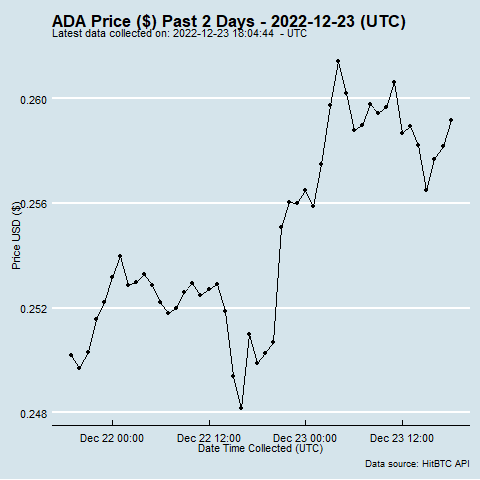 ADA Price ($) Past 2 Days - 2022-12-23 (UTC)
Latest data collected on: 2022-12-23 18:04:44 - UTC
0.260
0.256
Price USD ($)
0.252
0.248
Dec 22 00:00 Dec 22 12:00 Dec 23 00:00 Dec 23 12:00
Date Time Collected (UTC)
Data source: HitBTC API